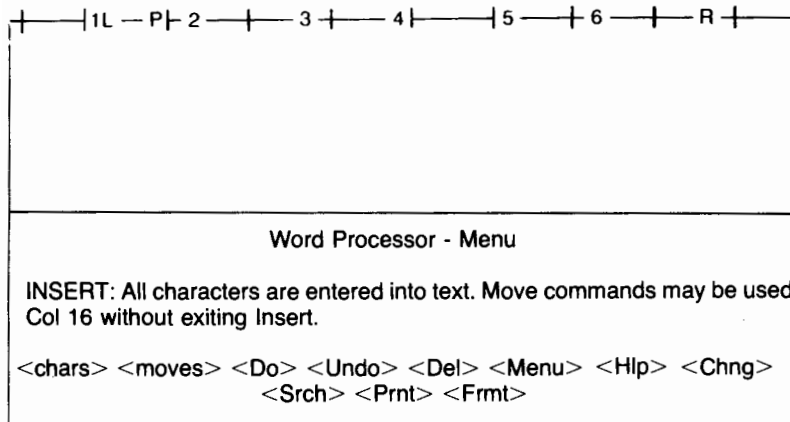 1L — P 2 — 3 — 4 5 — 6 — R
Word Processor - Menu
INSERT: All characters are entered into text. Move commands may be used
Col 16 without exiting Insert.
<chars> <moves> <Do> <Undo> <Del> <Menu> <Hlp> <Chng>
<Srch> <Prnt> <Frmt>